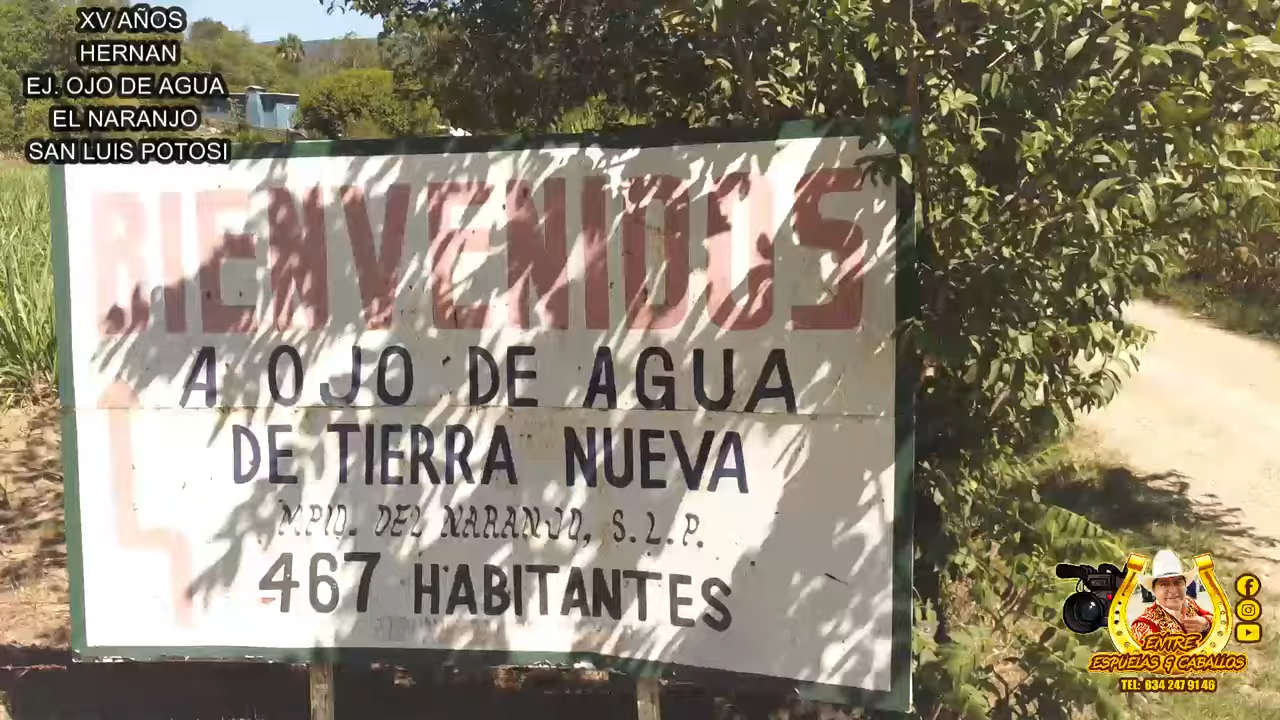 XV AÑOS
HERNAN
EJ. OJO DE AGUA
EL NARANJO
SAN LUIS POTOSI
BIENVENIDOS
A OJO DE AGUA
DE TIERRA NUEVA
MPIO. DEL NARANJO, S.L.P.
467 HABITANTES
ENTRE
ESPUELAS Y CABALLOS
TEL: 834 247 91 46